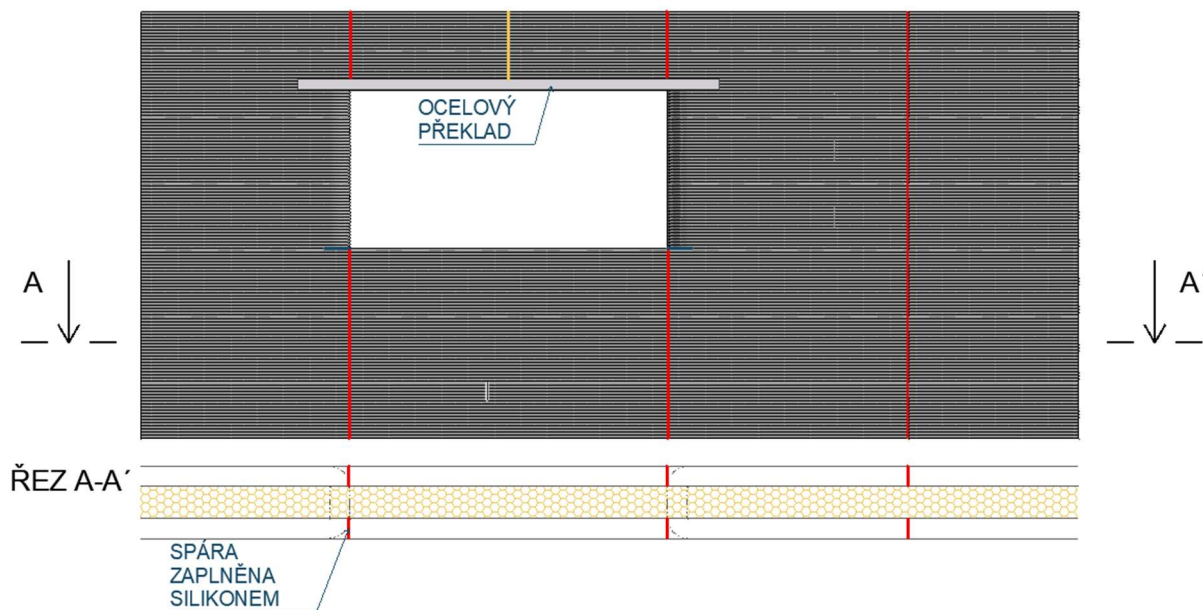 OCELOVÝ
PŘEKLAD
A
A´
ŘEZ A-A´
SPÁRA
ZAPLNĚNA
SILIKONEM